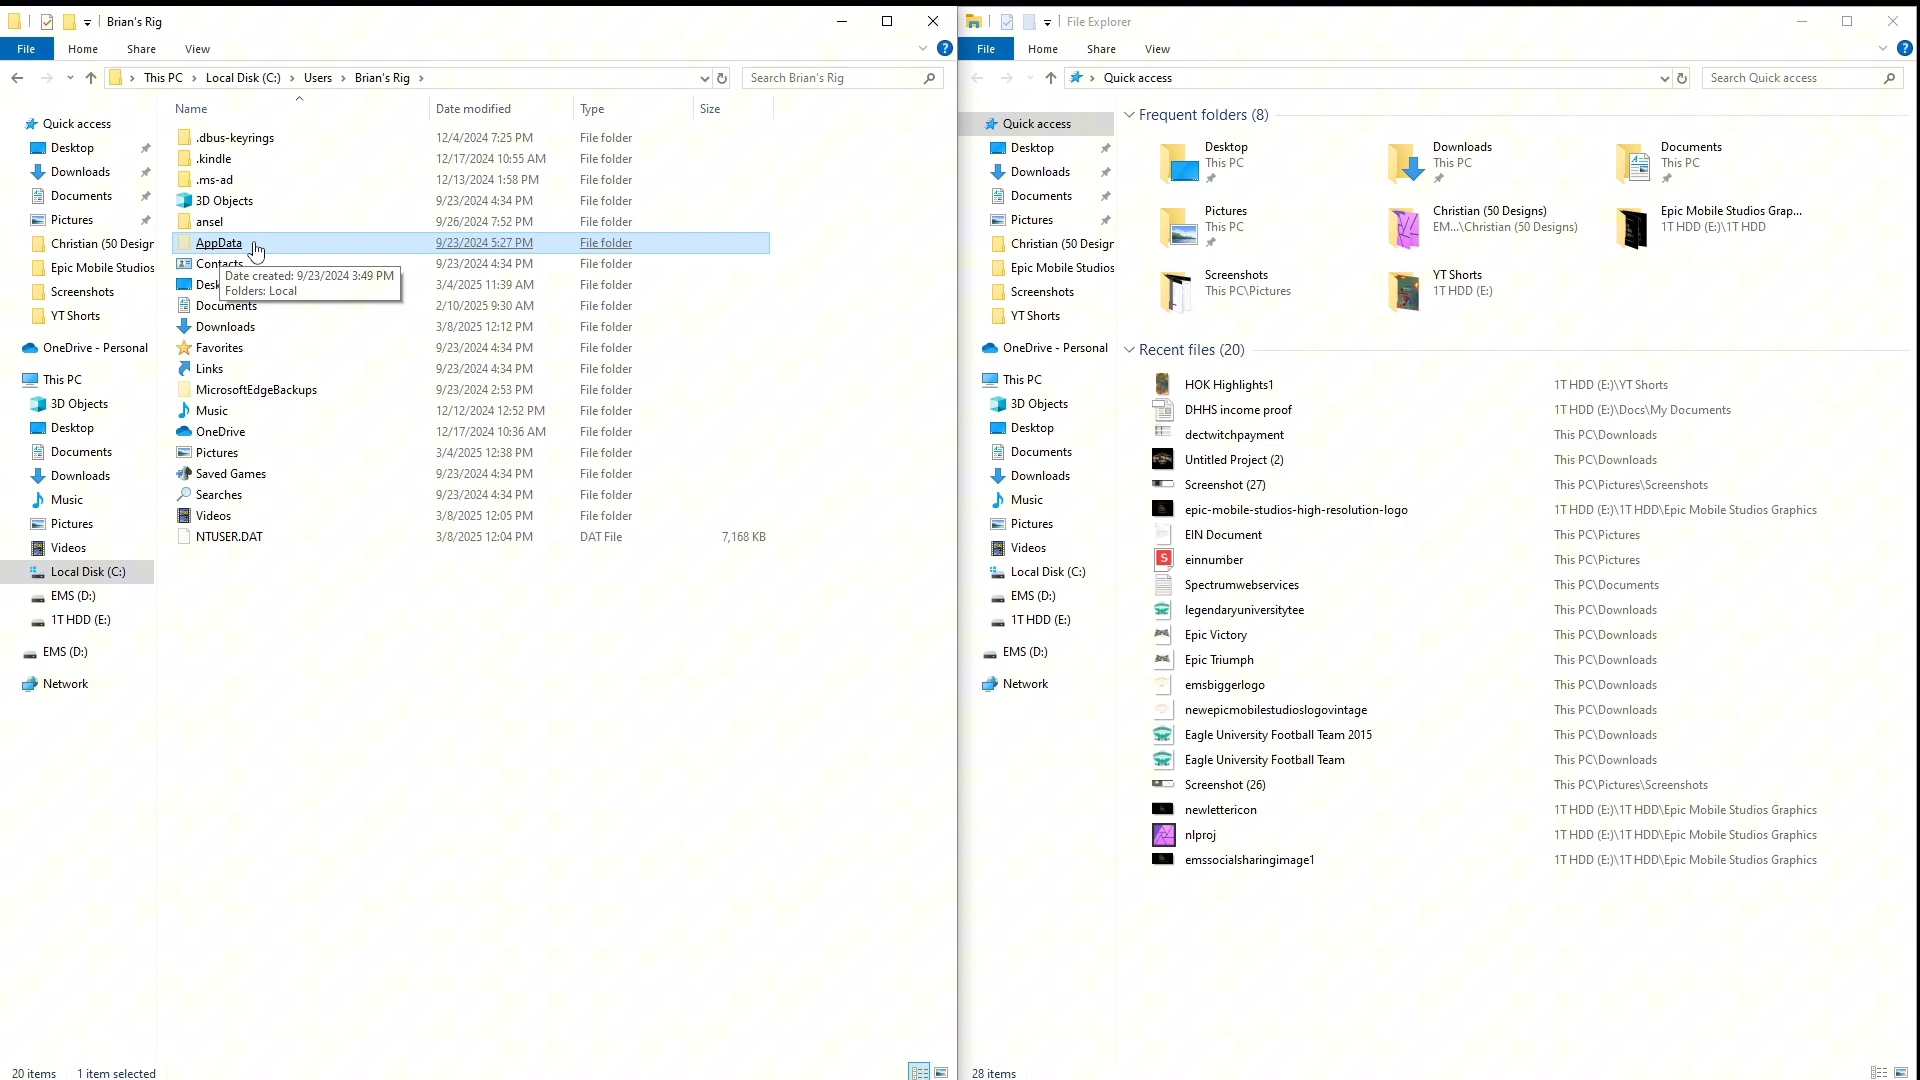 Brian's Rig
File Home Share View
This PC Local Disk (C:) Users Brian's Rig
Search Brian's Rig
Name Date modified Type Size
Quick access
Desktop
Downloads
Documents
Pictures
Christian (50 Desigr
Epic Mobile Studios
Screenshots
YT Shorts
OneDrive - Personal
This PC
3D Objects
Desktop
Documents
Downloads
Music
Pictures
Videos
Local Disk (C:)
EMS (D:)
1T HDD (E:)
EMS (D:)
Network
.dbus-keyrings 12/4/2024 7:25 PM File folder
.kindle 12/17/2024 10:55 AM File folder
.ms-ad 12/13/2024 1:58 PM File folder
3D Objects 9/23/2024 4:34 PM File folder
ansel 9/26/2024 7:52 PM File folder
AppData 9/23/2024 5:27 PM File folder
Contacts 9/23/2024 4:34 PM File folder
Date created: 9/23/2024 3:49 PM
Folders: Local
Desk 3/4/2025 11:39 AM File folder
Documents 2/10/2025 9:30 AM File folder
Downloads 3/8/2025 12:12 PM File folder
Favorites 9/23/2024 4:34 PM File folder
Links 9/23/2024 4:34 PM File folder
MicrosoftEdgeBackups 9/23/2024 2:53 PM File folder
Music 12/12/2024 12:52 PM File folder
OneDrive 12/17/2024 10:36 AM File folder
Pictures 3/4/2025 12:38 PM File folder
Saved Games 9/23/2024 4:34 PM File folder
Searches 9/23/2024 4:34 PM File folder
Videos 3/8/2025 12:05 PM File folder
NTUSER.DAT 3/8/2025 12:04 PM DAT File 7,168 KB
20 items 1 item selected
File Explorer
File Home Share View
Quick access
Search Quick access
Quick access
Desktop
Downloads
Documents
Pictures
Christian (50 Desigr
Epic Mobile Studios
Screenshots
YT Shorts
OneDrive - Personal
This PC
3D Objects
Desktop
Documents
Downloads
Music
Pictures
Videos
Local Disk (C:)
EMS (D:)
1T HDD (E:)
EMS (D:)
Network
Frequent folders (8)
Desktop
This PC
Downloads
This PC
Documents
This PC
Pictures
This PC
Christian (50 Designs)
EM...\Christian (50 Designs)
Epic Mobile Studios Grap...
1T HDD (E:)\1T HDD
Screenshots
This PC\Pictures
YT Shorts
1T HDD (E:)
Recent files (20)
HOK Highlights1 1T HDD (E:)\YT Shorts
DHHS income proof 1T HDD (E:)\Docs\My Documents
dectwitchpayment This PC\Downloads
Untitled Project (2) This PC\Downloads
Screenshot (27) This PC\Pictures\Screenshots
epic-mobile-studios-high-resolution-logo 1T HDD (E:)\1T HDD\Epic Mobile Studios Graphics
EIN Document This PC\Pictures
einnumber This PC\Pictures
Spectrumwebservices This PC\Documents
legendaryuniversitytee This PC\Downloads
Epic Victory This PC\Downloads
Epic Triumph This PC\Downloads
emsbiggerlogo This PC\Downloads
newepicmobilestudioslogovintage This PC\Downloads
Eagle University Football Team 2015 This PC\Downloads
Eagle University Football Team This PC\Downloads
Screenshot (26) This PC\Pictures\Screenshots
newlettericon 1T HDD (E:)\1T HDD\Epic Mobile Studios Graphics
nlproj 1T HDD (E:)\1T HDD\Epic Mobile Studios Graphics
emssocialsharingimage1 1T HDD (E:)\1T HDD\Epic Mobile Studios Graphics
28 items